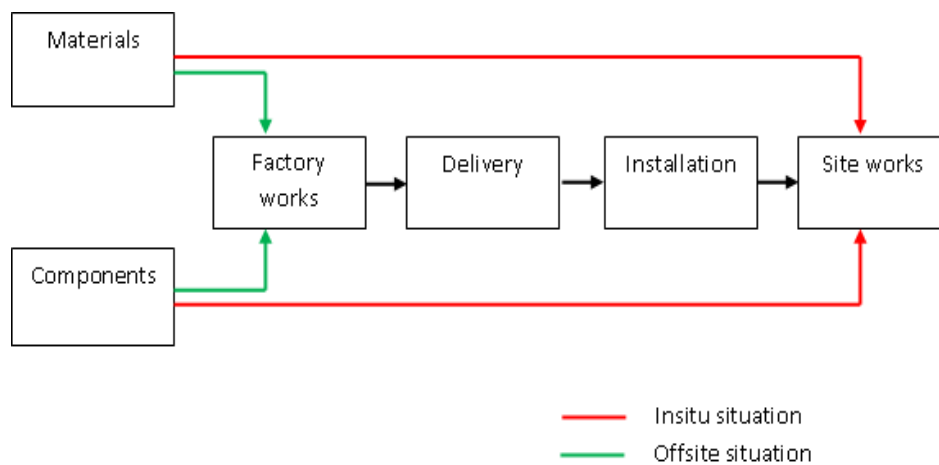 Materials
Factory
works
Delivery
Installation
Site works
Components
Insitu situation
Offsite situation